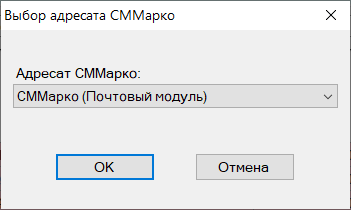 Выбор адресата СММарко
Адресат СММарко:
СММарко (Почтовый модуль)
OK
Отмена